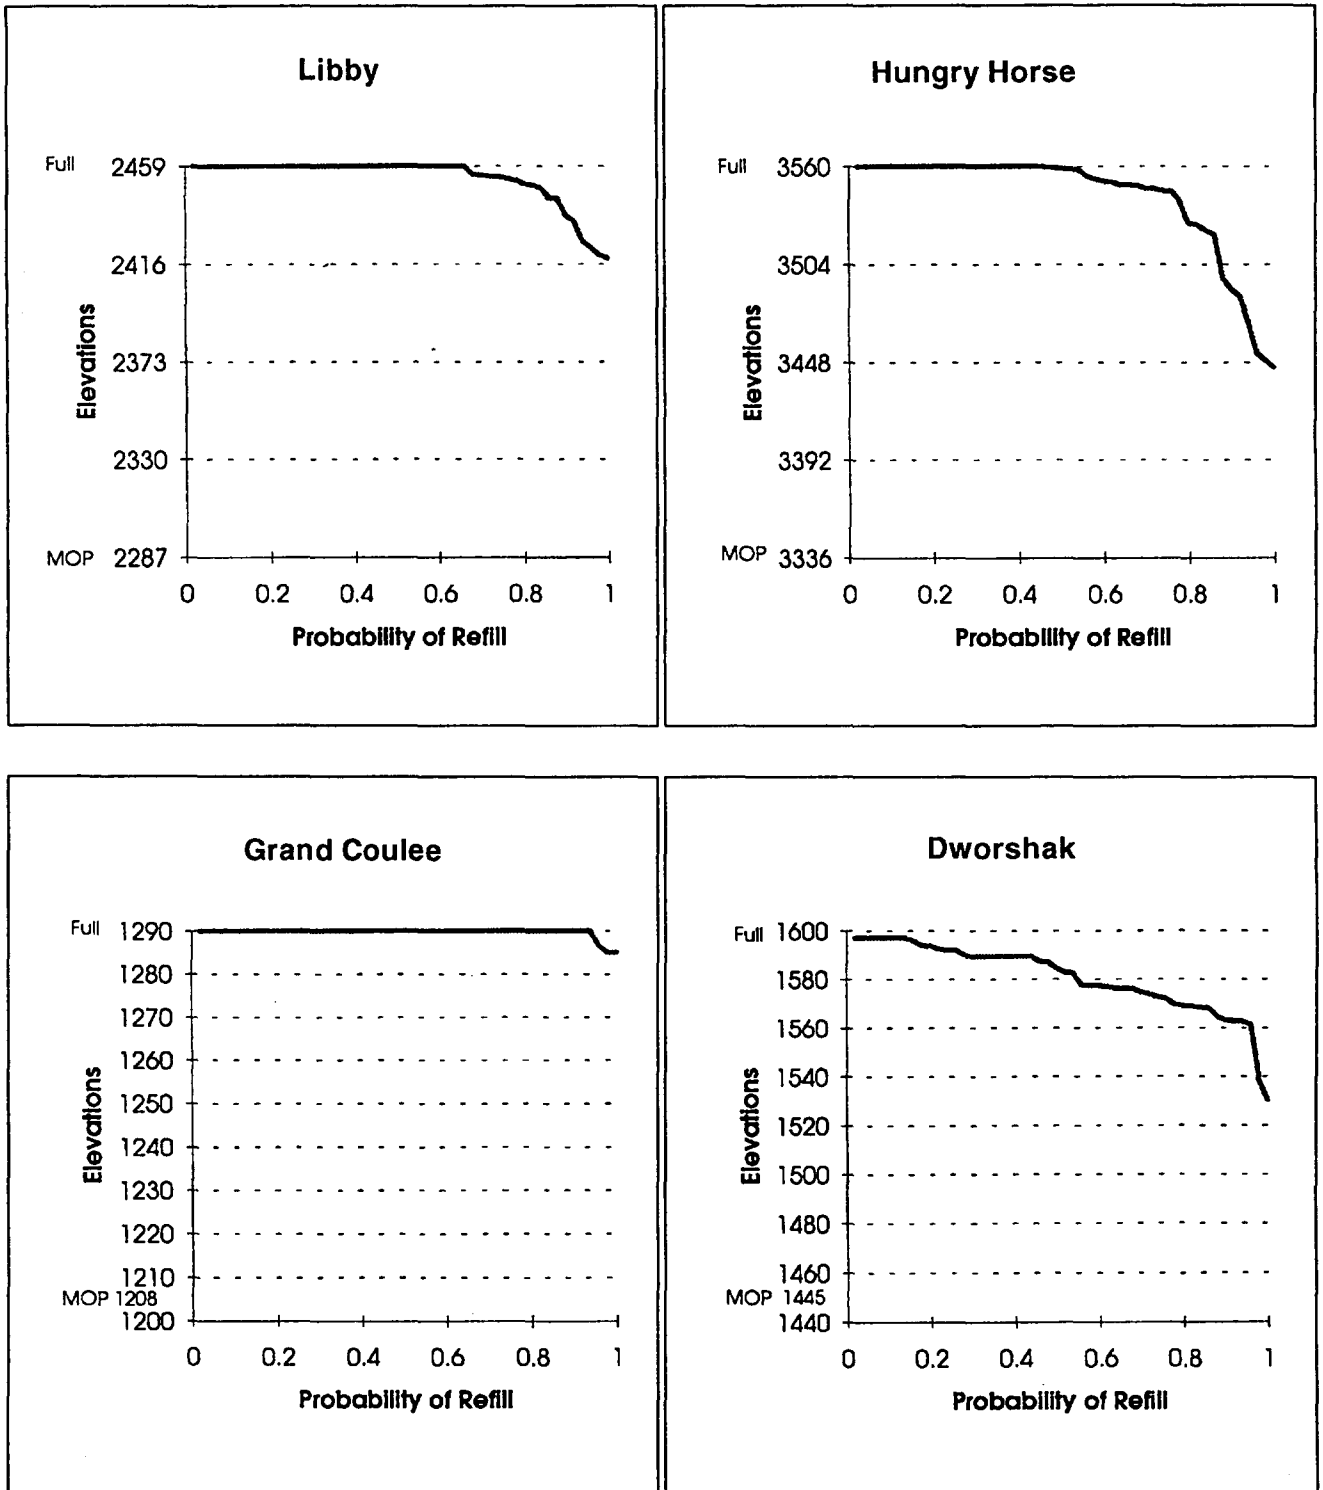 Libby
Full 2459
2416
2373
2330
MOP 2287
Elevations
0 0.2 0.4 0.6 0.8 1
Probability of Refill
Hungry Horse
Full 3560
3504
3448
3392
MOP 3336
Elevations
0 0.2 0.4 0.6 0.8 1
Probability of Refill
Grand Coulee
Full 1290
1280
1270
1260
1250
1240
1230
1220
1210
MOP 1208
1200
Elevations
0 0.2 0.4 0.6 0.8 1
Probability of Refill
Dworshak
Full 1600
1580
1560
1540
1520
1500
1480
1460
MOP 1445
1440
Elevations
0 0.2 0.4 0.6 0.8 1
Probability of Refill